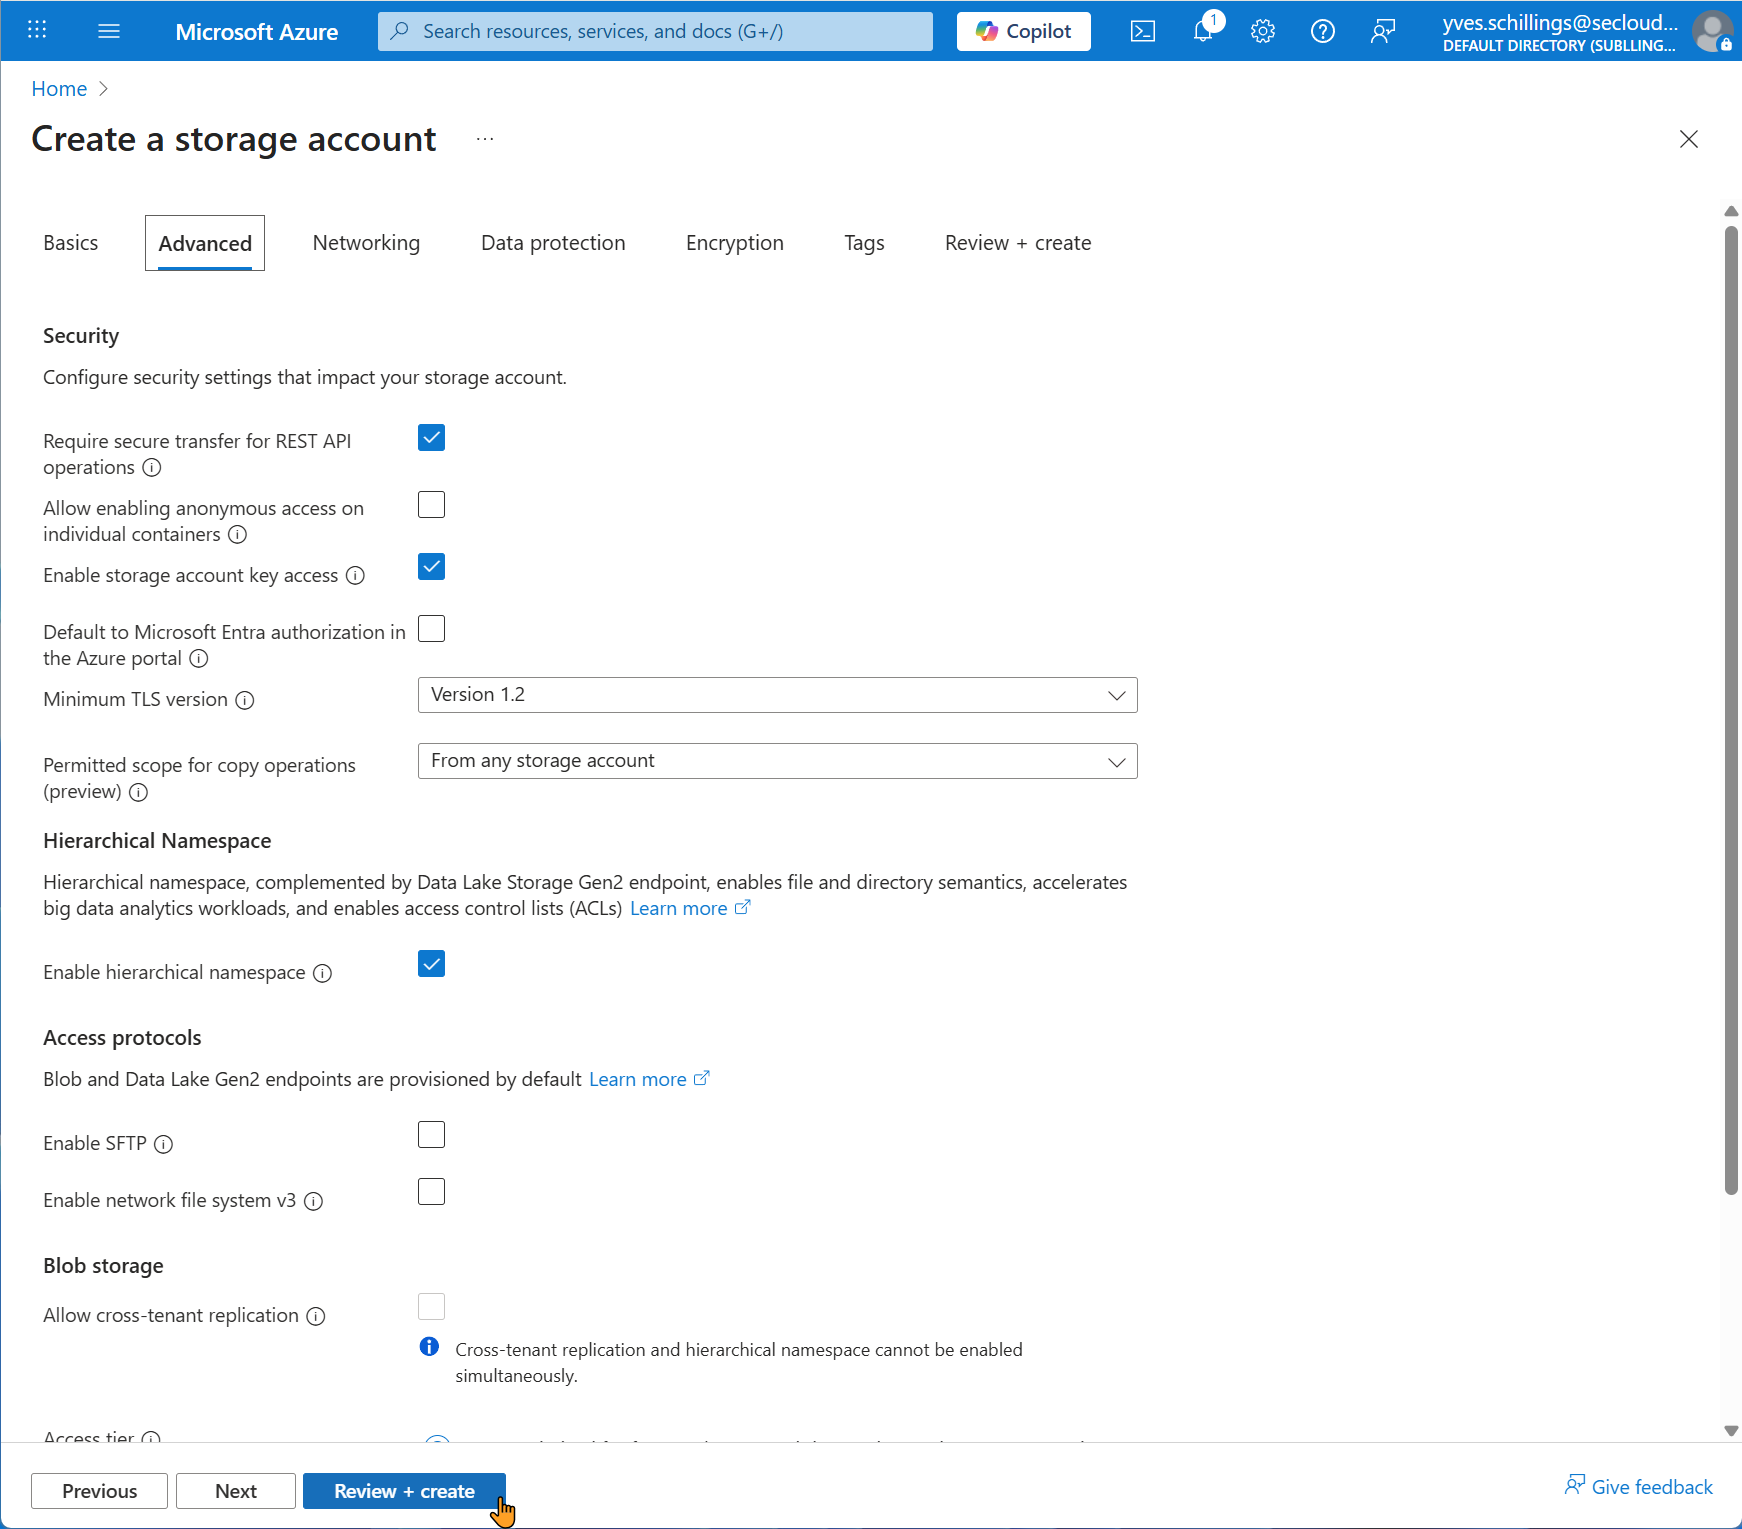 Microsoft Azure
Search resources, services, and docs (G+/)
Copilot
1
yves.schillings@secloud...
DEFAULT DIRECTORY (SUBLLING...
Home
Create a storage account
...
Basics
Advanced
Networking
Data protection
Encryption
Tags
Review + create
Security
Configure security settings that impact your storage account.
Require secure transfer for REST API
operations
Allow enabling anonymous access on
individual containers
Enable storage account key access
Default to Microsoft Entra authorization in
the Azure portal
Minimum TLS version
Version 1.2
Permitted scope for copy operations
(preview)
From any storage account
Hierarchical Namespace
Hierarchical namespace, complemented by Data Lake Storage Gen2 endpoint, enables file and directory semantics, accelerates
big data analytics workloads, and enables access control lists (ACLs) Learn more
Enable hierarchical namespace
Access protocols
Blob and Data Lake Gen2 endpoints are provisioned by default Learn more
Enable SFTP
Enable network file system v3
Blob storage
Allow cross-tenant replication
Cross-tenant replication and hierarchical namespace cannot be enabled
simultaneously.
Access tier
Previous
Next
Review + create
Give feedback